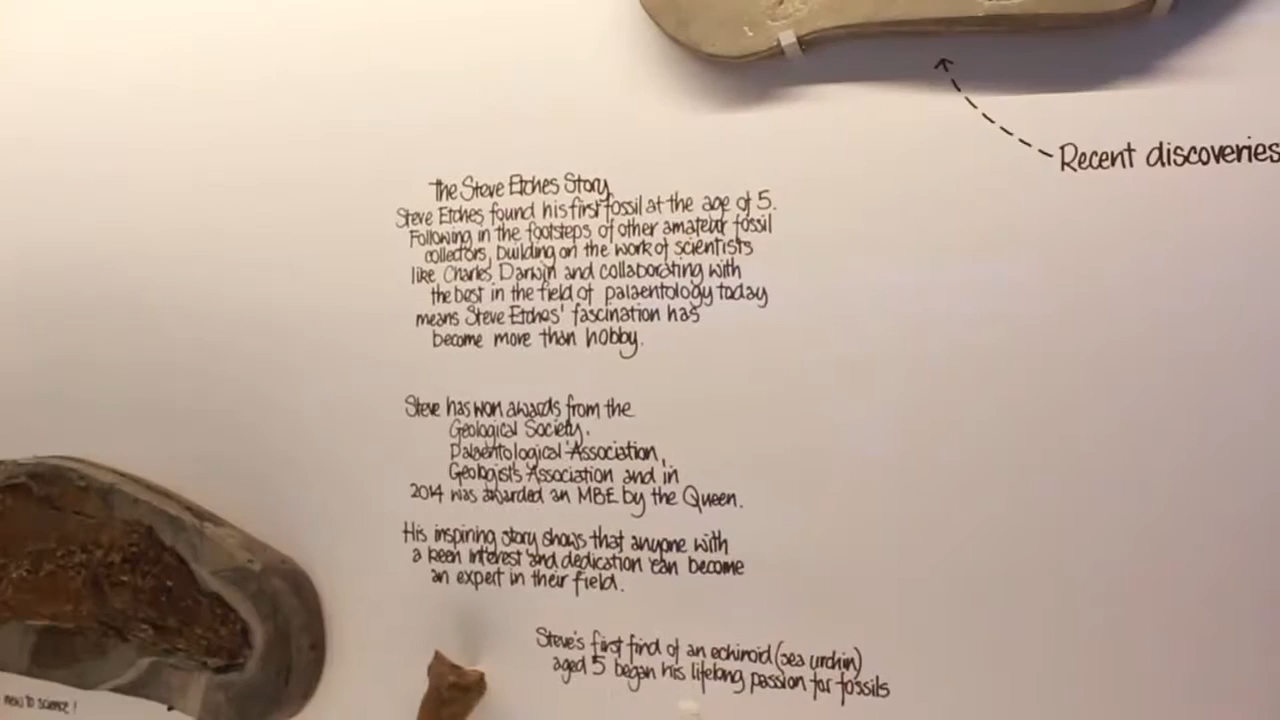 Recent discoveries
The Steve Etches Story
Steve Etches found his first fossil at the age of 5.
Following in the footsteps of other amateur fossil
collectors, building on the work of scientists
like Charles Darwin and collaborating with
the best in the field of palaentology today
means Steve Etches' fascination has
become more than hobby.
Steve has won awards from the
Geological Society,
Palaentological Association,
Geologist's Association and in
2014 was awarded an MBE by the Queen.
His inspiring story shows that anyone with
a keen interest and dedication can become
an expert in their field.
Steve's first find of an echinoid (sea urchin)
aged 5 began his lifelong passion for fossils
new to science!